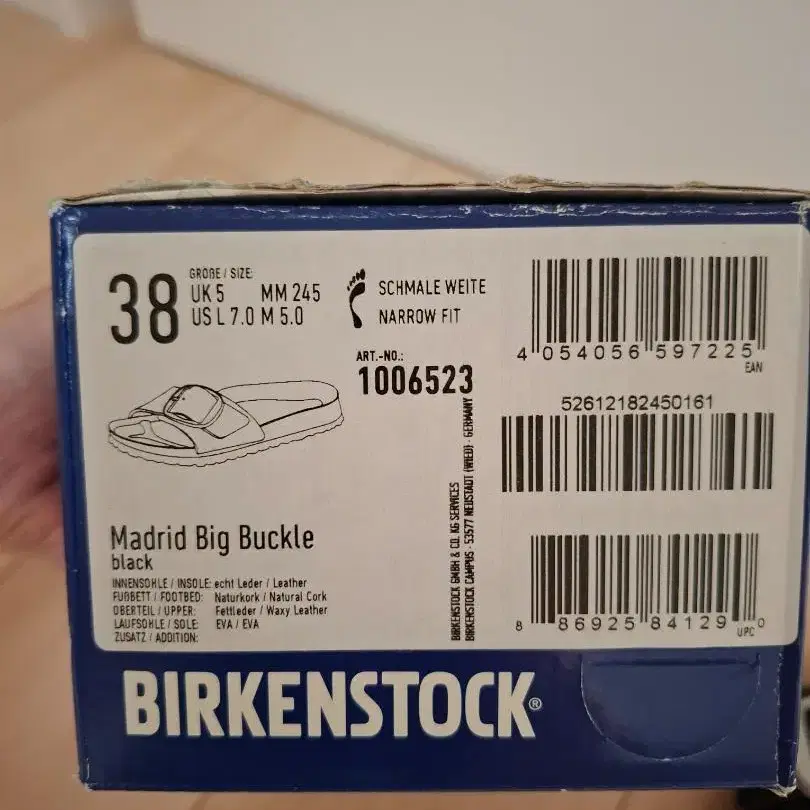 38
GRÖßE / SIZE:
UK 5 MM 245
US L 7.0 M 5.0
SCHMALE WEITE
NARROW FIT
ART.-NO.:
1006523
4 054056 597225
EAN
52612182450161
Madrid Big Buckle
black
INNENSOHLE / INSOLE: echt Leder / Leather
FUßBETT / FOOTBED: Naturkork / Natural Cork
OBERTEIL / UPPER: Fettleder / Waxy Leather
LAUFSOHLE / SOLE: EVA / EVA
ZUSATZ / ADDITION:
BIRKENSTOCK GMBH & CO. KG SERVICES
BIRKENSTOCK CAMPUS · 53577 NEUSTADT (WIED) · GERMANY
8 86925 84129 0
UPC
BIRKENSTOCK®